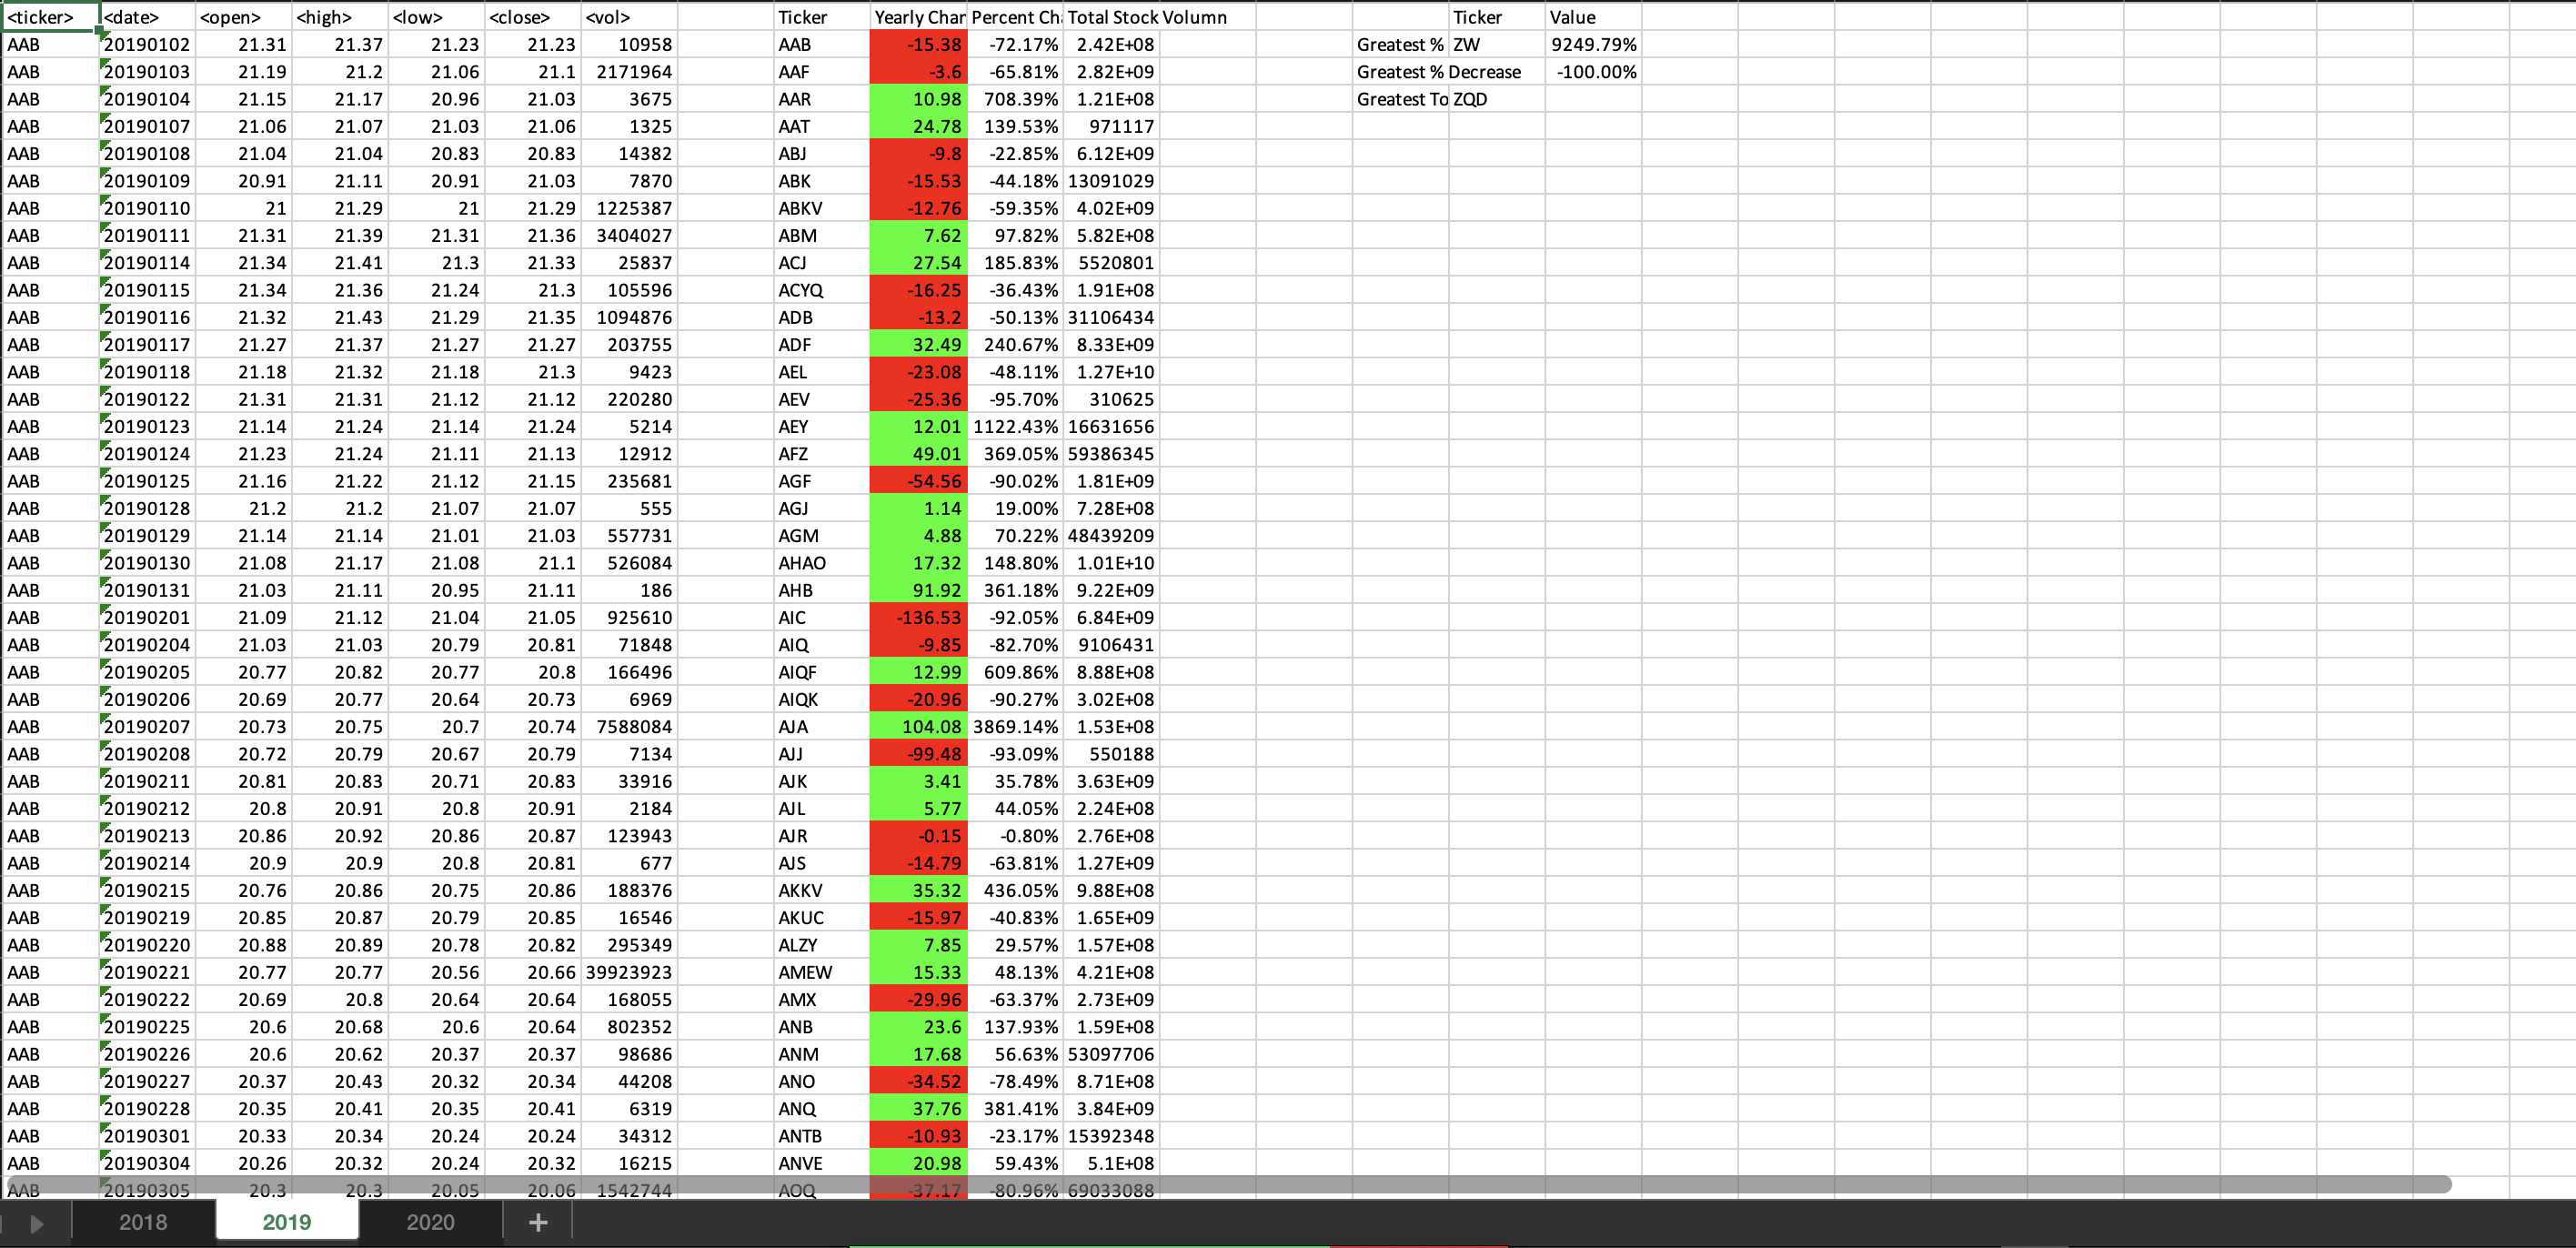 <ticker> <date> <open> <high> <low> <close> <vol> Ticker Yearly Chan Percent Ch Total Stock Volumn Ticker Value
AAB 20190102 21.31 21.37 21.23 21.23 10958 AAB -15.38 -72.17% 2.42E+08 Greatest % ZW 9249.79%
AAB 20190103 21.19 21.2 21.06 21.1 2171964 AAF -3.6 -65.81% 2.82E+09 Greatest % Decrease -100.00%
AAB 20190104 21.15 21.17 20.96 21.03 3675 AAR 10.98 708.39% 1.21E+08 Greatest To ZQD
AAB 20190107 21.06 21.07 21.03 21.06 1325 AAT 24.78 139.53% 971117
AAB 20190108 21.04 21.04 20.83 20.83 14382 ABJ -9.8 -22.85% 6.12E+09
AAB 20190109 20.91 21.11 20.91 21.03 7870 ABK -15.53 -44.18% 13091029
AAB 20190110 21 21.29 21 21.29 1225387 ABKV -12.76 -59.35% 4.02E+09
AAB 20190111 21.31 21.39 21.31 21.36 3404027 ABM 7.62 97.82% 5.82E+08
AAB 20190114 21.34 21.41 21.3 21.33 25837 ACJ 27.54 185.83% 5520801
AAB 20190115 21.34 21.36 21.24 21.3 105596 ACYQ -16.25 -36.43% 1.91E+08
AAB 20190116 21.32 21.43 21.29 21.35 1094876 ADB -13.2 -50.13% 31106434
AAB 20190117 21.27 21.37 21.27 21.27 203755 ADF 32.49 240.67% 8.33E+09
AAB 20190118 21.18 21.32 21.18 21.3 9423 AEL -23.08 -48.11% 1.27E+10
AAB 20190122 21.31 21.31 21.12 21.12 220280 AEV -25.36 -95.70% 310625
AAB 20190123 21.14 21.24 21.14 21.24 5214 AEY 12.01 1122.43% 16631656
AAB 20190124 21.23 21.24 21.11 21.13 12912 AFZ 49.01 369.05% 59386345
AAB 20190125 21.16 21.22 21.12 21.15 235681 AGF -54.56 -90.02% 1.81E+09
AAB 20190128 21.2 21.2 21.07 21.07 555 AGJ 1.14 19.00% 7.28E+08
AAB 20190129 21.14 21.14 21.01 21.03 557731 AGM 4.88 70.22% 48439209
AAB 20190130 21.08 21.17 21.08 21.1 526084 AHAO 17.32 148.80% 1.01E+10
AAB 20190131 21.03 21.11 20.95 21.11 186 AHB 91.92 361.18% 9.22E+09
AAB 20190201 21.09 21.12 21.04 21.05 925610 AIC -136.53 -92.05% 6.84E+09
AAB 20190204 21.03 21.03 20.79 20.81 71848 AIQ -9.85 -82.70% 9106431
AAB 20190205 20.77 20.82 20.77 20.8 166496 AIQF 12.99 609.86% 8.88E+08
AAB 20190206 20.69 20.77 20.64 20.73 6969 AIQK -20.96 -90.27% 3.02E+08
AAB 20190207 20.73 20.75 20.7 20.74 7588084 AJA 104.08 3869.14% 1.53E+08
AAB 20190208 20.72 20.79 20.67 20.79 7134 AJJ -99.48 -93.09% 550188
AAB 20190211 20.81 20.83 20.71 20.83 33916 AJK 3.41 35.78% 3.63E+09
AAB 20190212 20.8 20.91 20.8 20.91 2184 AJL 5.77 44.05% 2.24E+08
AAB 20190213 20.86 20.92 20.86 20.87 123943 AJR -0.15 -0.80% 2.76E+08
AAB 20190214 20.9 20.9 20.8 20.81 677 AJS -14.79 -63.81% 1.27E+09
AAB 20190215 20.76 20.86 20.75 20.86 188376 AKKV 35.32 436.05% 9.88E+08
AAB 20190219 20.85 20.87 20.79 20.85 16546 AKUC -15.97 -40.83% 1.65E+09
AAB 20190220 20.88 20.89 20.78 20.82 295349 ALZY 7.85 29.57% 1.57E+08
AAB 20190221 20.77 20.77 20.56 20.66 39923923 AMEW 15.33 48.13% 4.21E+08
AAB 20190222 20.69 20.8 20.64 20.64 168055 AMX -29.96 -63.37% 2.73E+09
AAB 20190225 20.6 20.68 20.6 20.64 802352 ANB 23.6 137.93% 1.59E+08
AAB 20190226 20.6 20.62 20.37 20.37 98686 ANM 17.68 56.63% 53097706
AAB 20190227 20.37 20.43 20.32 20.34 44208 ANO -34.52 -78.49% 8.71E+08
AAB 20190228 20.35 20.41 20.35 20.41 6319 ANQ 37.76 381.41% 3.84E+09
AAB 20190301 20.33 20.34 20.24 20.24 34312 ANTB -10.93 -23.17% 15392348
AAB 20190304 20.26 20.32 20.24 20.32 16215 ANVE 20.98 59.43% 5.1E+08
AAB 20190305 20.3 20.3 20.05 20.06 1542744 AOQ -37.17 -80.96% 69033088
2018 2019 2020 +